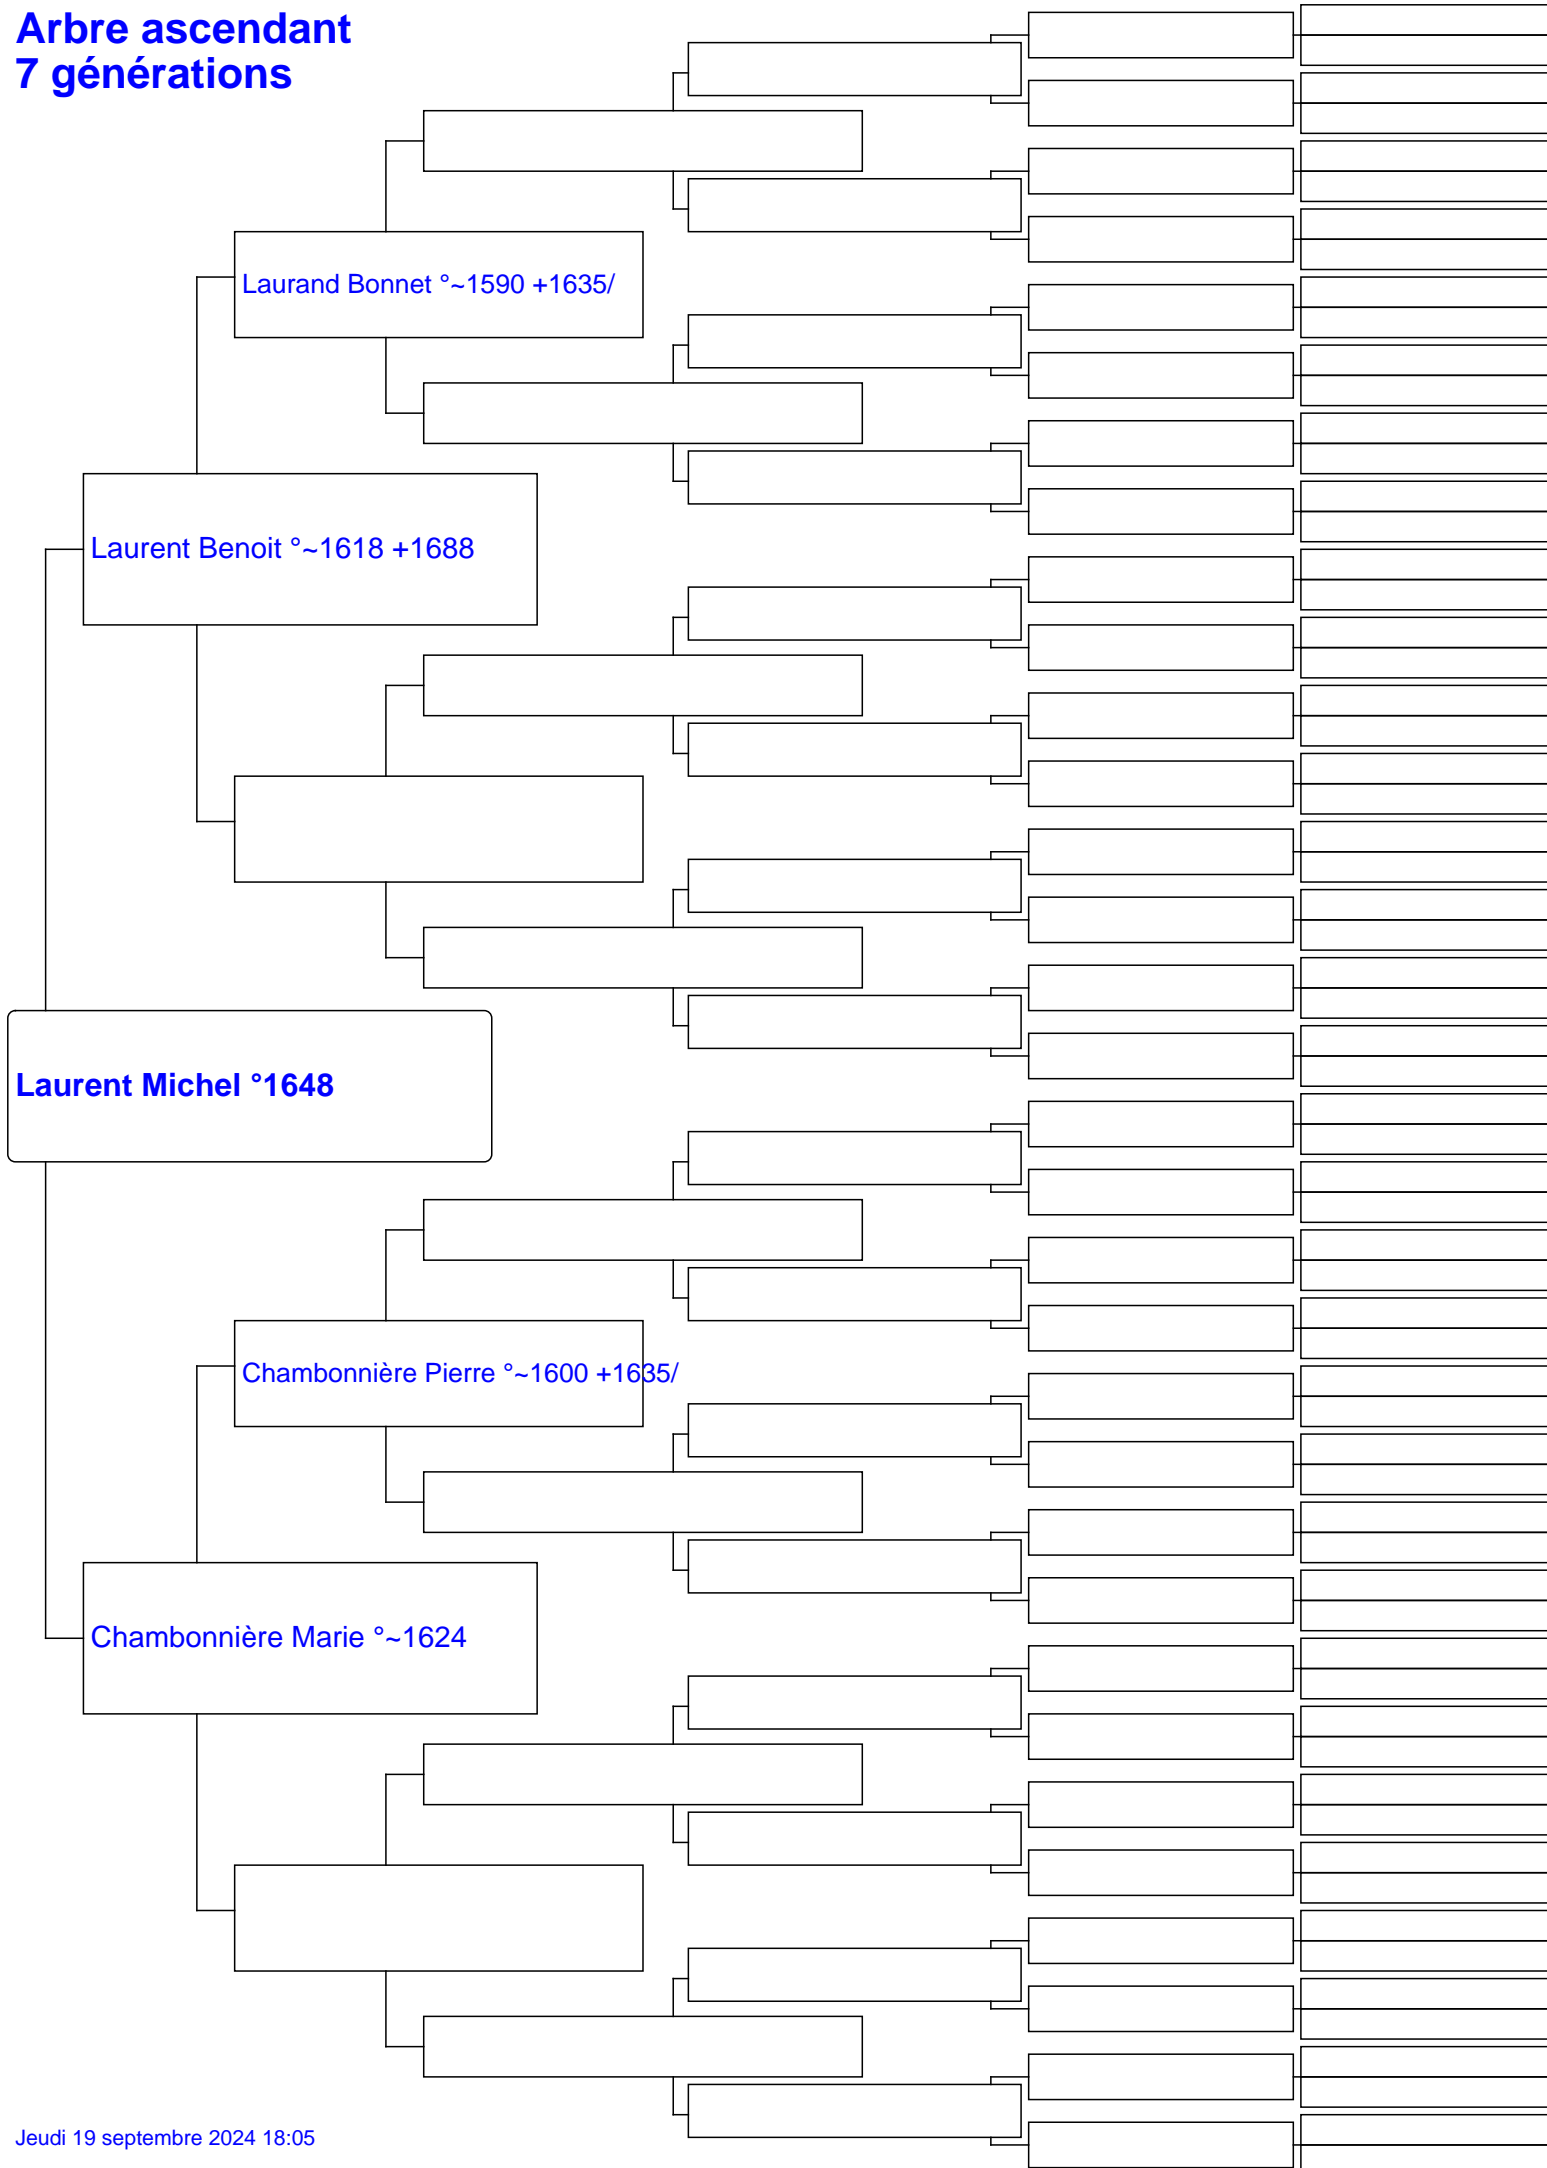 Arbre ascendant
7 générations
Laurand Bonnet °~1590 +1635/
Laurent Benoit °~1618 +1688
Laurent Michel °1648
Chambonnière Pierre °~1600 +1635/
Chambonnière Marie °~1624
Jeudi 19 septembre 2024 18:05